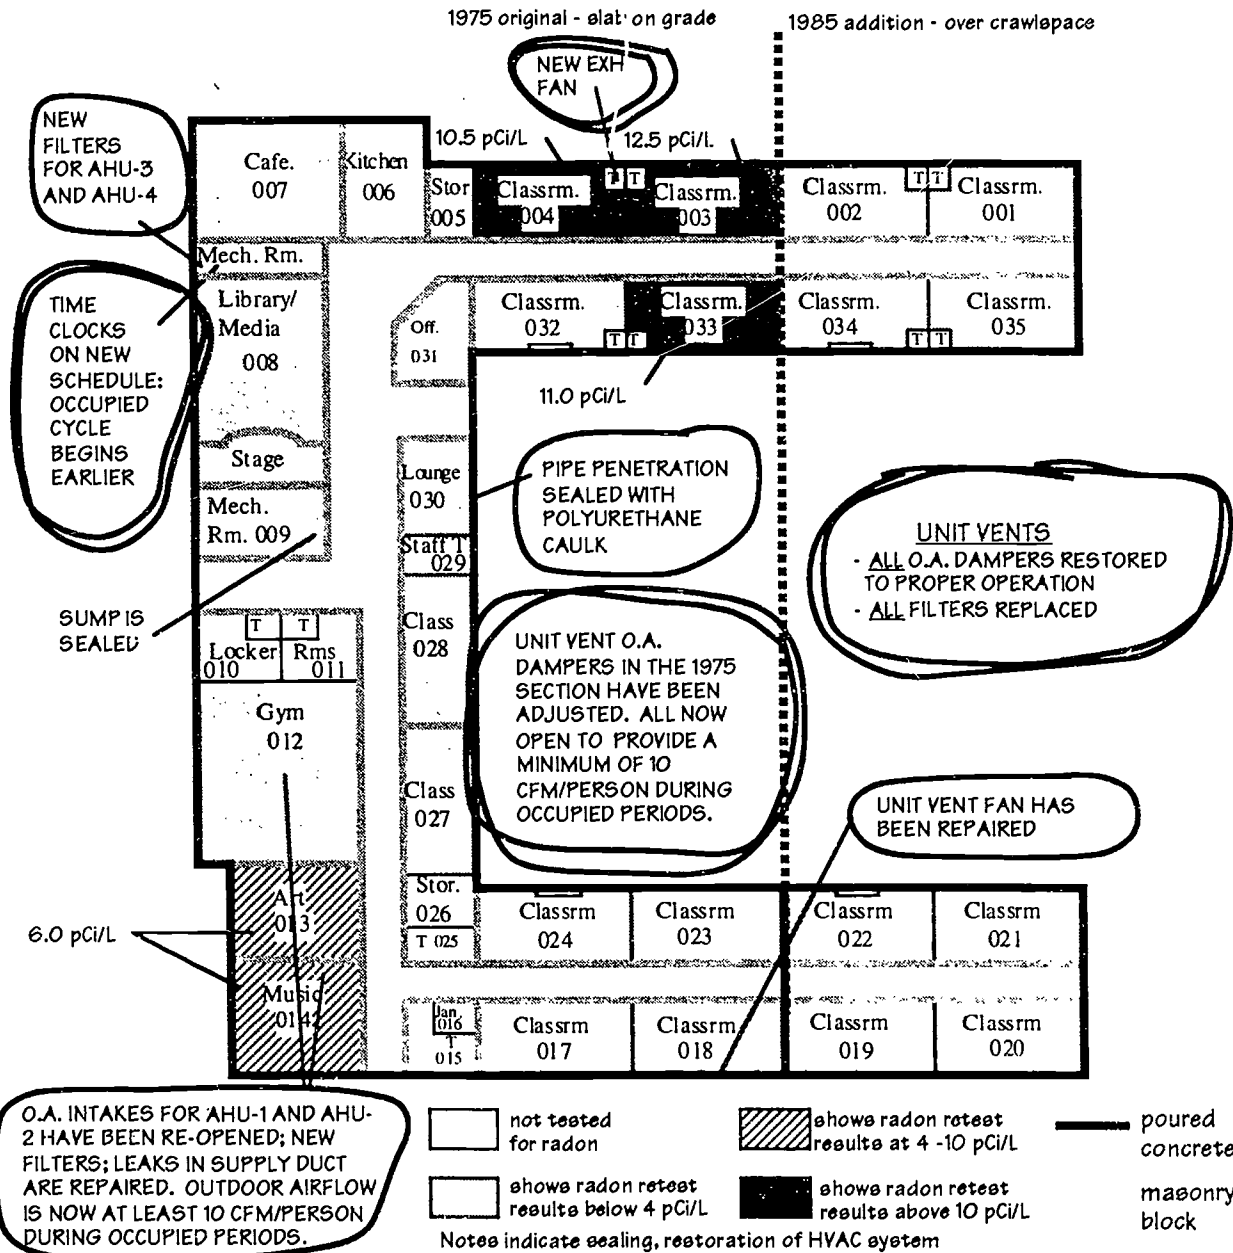 1975 original - slab on grade
1985 addition - over crawlspace
NEW EXH
FAN
NEW
FILTERS
FOR AHU-3
AND AHU-4
10.5 pCi/L
12.5 pCi/L
Cafe.
007
Kitchen
006
Stor
005
Classrm.
004
T T
Classrm.
003
Classrm.
002
T T
Classrm.
001
Mech. Rm.
TIME
CLOCKS
ON NEW
SCHEDULE:
OCCUPIED
CYCLE
BEGINS
EARLIER
Library/
Media
008
Off.
031
Classrm.
032
T T
Classrm.
033
Classrm.
034
T T
Classrm.
035
11.0 pCi/L
Stage
Mech.
Rm. 009
Lounge
030
PIPE PENETRATION
SEALED WITH
POLYURETHANE
CAULK
UNIT VENTS
- ALL O.A. DAMPERS RESTORED
TO PROPER OPERATION
- ALL FILTERS REPLACED
Staff T
029
SUMP IS
SEALED
T T
Locker Rms
010 011
Class
028
UNIT VENT O.A.
DAMPERS IN THE 1975
SECTION HAVE BEEN
ADJUSTED. ALL NOW
OPEN TO PROVIDE A
MINIMUM OF 10
CFM/PERSON DURING
OCCUPIED PERIODS.
Gym
012
Class
027
UNIT VENT FAN HAS
BEEN REPAIRED
Art
013
Stor.
026
T 025
Classrm
024
Classrm
023
Classrm
022
Classrm
021
6.0 pCi/L
Music
014
Jan
016
T
015
Classrm
017
Classrm
018
Classrm
019
Classrm
020
O.A. INTAKES FOR AHU-1 AND AHU-
2 HAVE BEEN RE-OPENED; NEW
FILTERS; LEAKS IN SUPPLY DUCT
ARE REPAIRED. OUTDOOR AIRFLOW
IS NOW AT LEAST 10 CFM/PERSON
DURING OCCUPIED PERIODS.
not tested
for radon
shows radon retest
results at 4 -10 pCi/L
poured
concrete
shows radon retest
results below 4 pCi/L
shows radon retest
results above 10 pCi/L
masonry
block
Notes indicate sealing, restoration of HVAC system